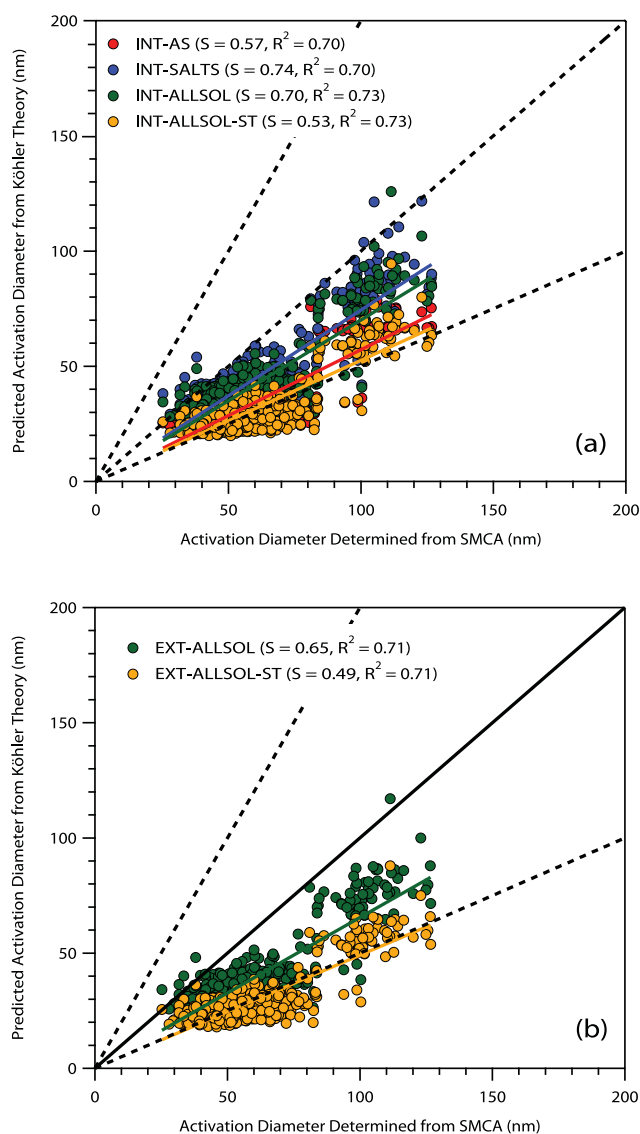 200
150
100
50
0
Predicted Activation Diameter from Köhler Theory (nm)
INT-AS (S = 0.57, R² = 0.70)
INT-SALTS (S = 0.74, R² = 0.70)
INT-ALLSOL (S = 0.70, R² = 0.73)
INT-ALLSOL-ST (S = 0.53, R² = 0.73)
(a)
0 50 100 150 200
Activation Diameter Determined from SMCA (nm)
200
150
100
50
0
Predicted Activation Diameter from Köhler Theory (nm)
EXT-ALLSOL (S = 0.65, R² = 0.71)
EXT-ALLSOL-ST (S = 0.49, R² = 0.71)
(b)
0 50 100 150 200
Activation Diameter Determined from SMCA (nm)